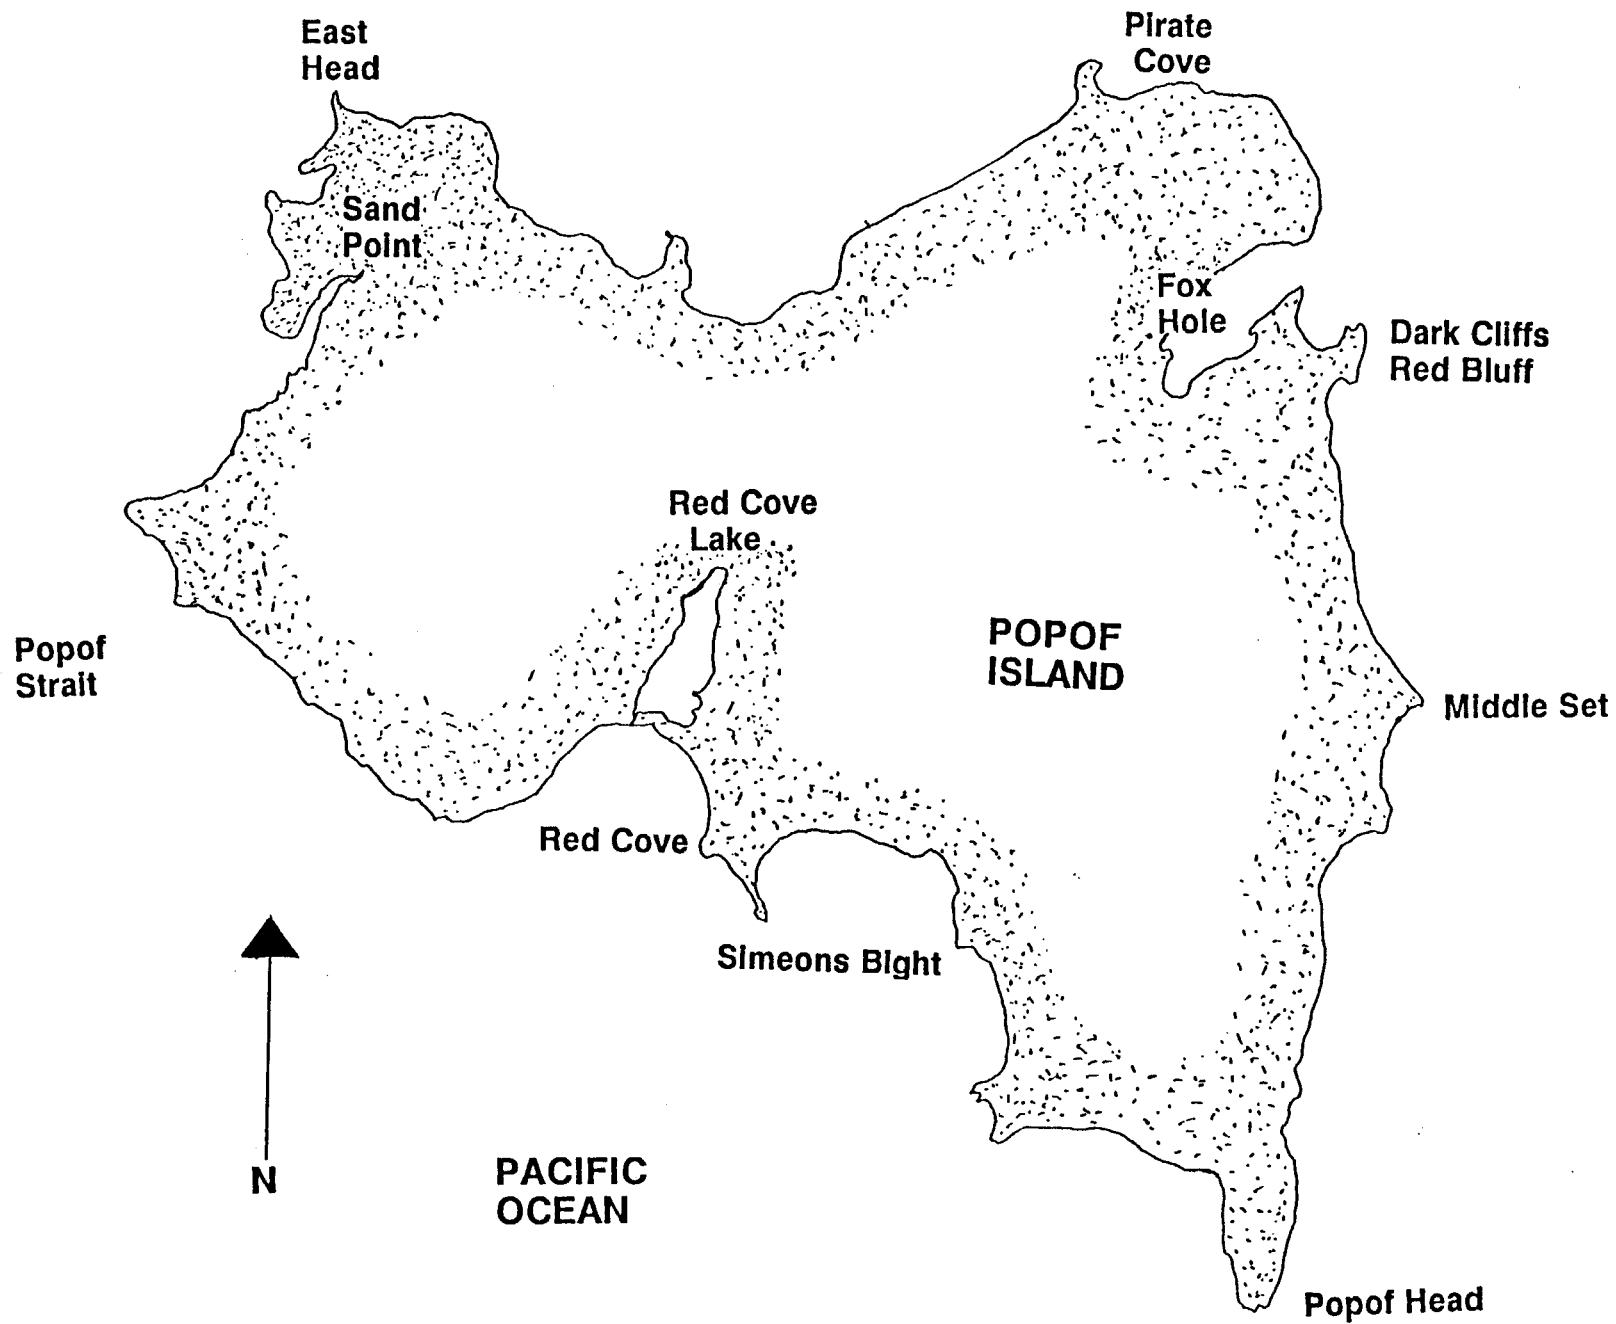 East
Head
Pirate
Cove
Sand
Point
Fox
Hole
Dark Cliffs
Red Bluff
Red Cove
Lake
POPOF
ISLAND
Popof
Strait
Middle Set
Red Cove
Simeons Bight
N
PACIFIC
OCEAN
Popof Head